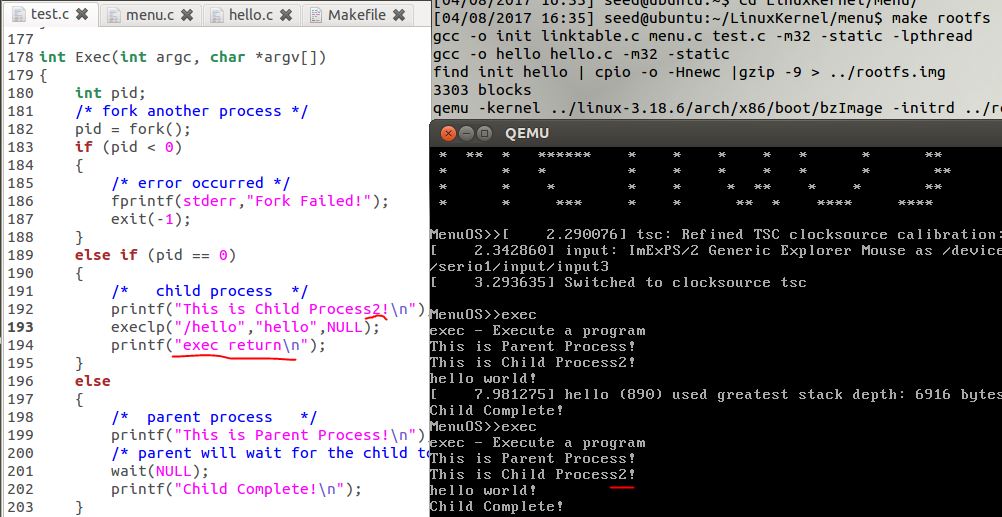 test.c ✖ menu.c ✖ hello.c ✖ Makefile ✖
177
178 int Exec(int argc, char *argv[])
179 {
180     int pid;
181     /* fork another process */
182     pid = fork();
183     if (pid < 0)
184     {
185         /* error occurred */
186         fprintf(stderr,"Fork Failed!");
187         exit(-1);
188     }
189     else if (pid == 0)
190     {
191         /*   child process  */
192         printf("This is Child Process2!\n")
193         execlp("/hello","hello",NULL);
194         printf("exec return\n");
195     }
196     else
197     {
198         /*  parent process   */
199         printf("This is Parent Process!\n")
200         /* parent will wait for the child to
201         wait(NULL);
202         printf("Child Complete!\n");
203     }
[04/08/2017 16:35] seed@ubuntu:~$ cd LinuxKernel/menu/
[04/08/2017 16:35] seed@ubuntu:~/LinuxKernel/menu$ make rootfs
gcc -o init linktable.c menu.c test.c -m32 -static -lpthread
gcc -o hello hello.c -m32 -static
find init hello | cpio -o -Hnewc |gzip -9 > ../rootfs.img
3303 blocks
qemu -kernel ../linux-3.18.6/arch/x86/boot/bzImage -initrd ../r
QEMU
MenuOS>>[    2.290076] tsc: Refined TSC clocksource calibration:
[    2.342860] input: ImExPS/2 Generic Explorer Mouse as /device
/serio1/input/input3
[    3.293635] Switched to clocksource tsc
MenuOS>>exec
exec - Execute a program
This is Parent Process!
This is Child Process2!
hello world!
[    7.981275] hello (890) used greatest stack depth: 6916 bytes
Child Complete!
MenuOS>>exec
exec - Execute a program
This is Parent Process!
This is Child Process2!
hello world!
Child Complete!